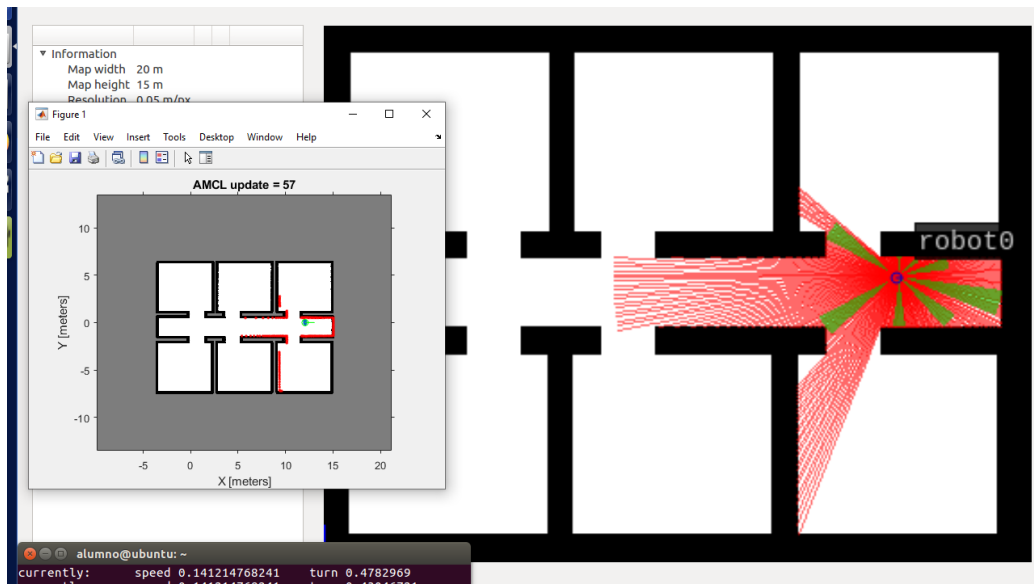 Information
Map width 20 m
Map height 15 m
Resolution 0.05 m/px
Figure 1
File Edit View Insert Tools Desktop Window Help
AMCL update = 57
10
5
0
-5
-10
Y [meters]
-5 0 5 10 15 20
X [meters]
robot0
alumno@ubuntu: ~
currently: speed 0.141214768241 turn 0.4782969